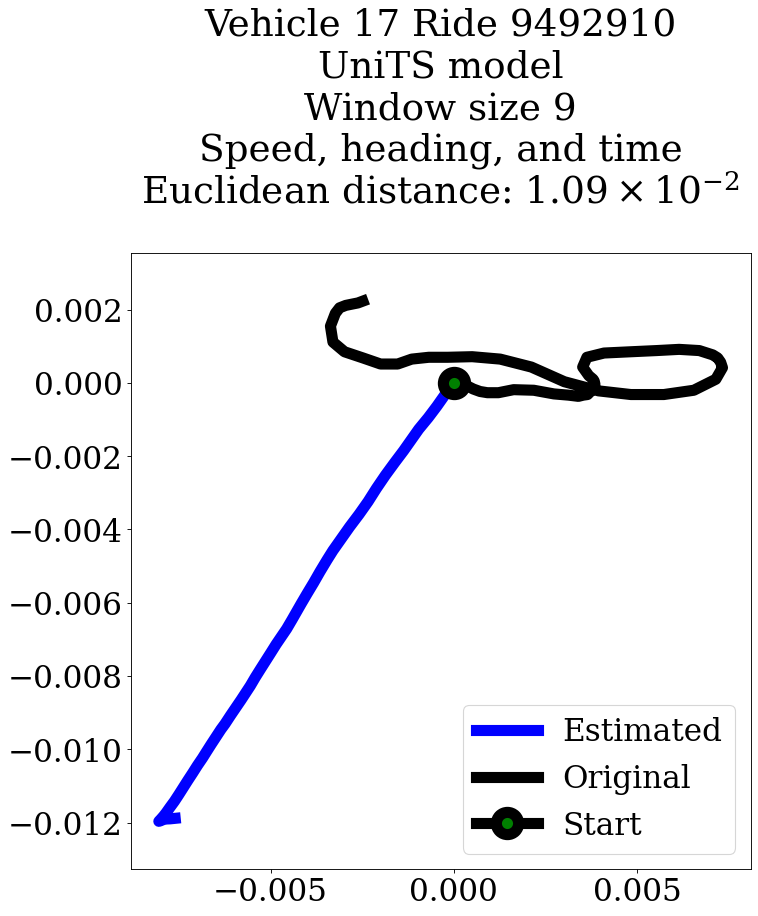 Vehicle 17 Ride 9492910
UniTS model
Window size 9
Speed, heading, and time
Euclidean distance: 1.09 × 10⁻²
0.002
0.000
−0.002
−0.004
−0.006
−0.008
−0.010
−0.012
Estimated
Original
Start
−0.005
0.000
0.005